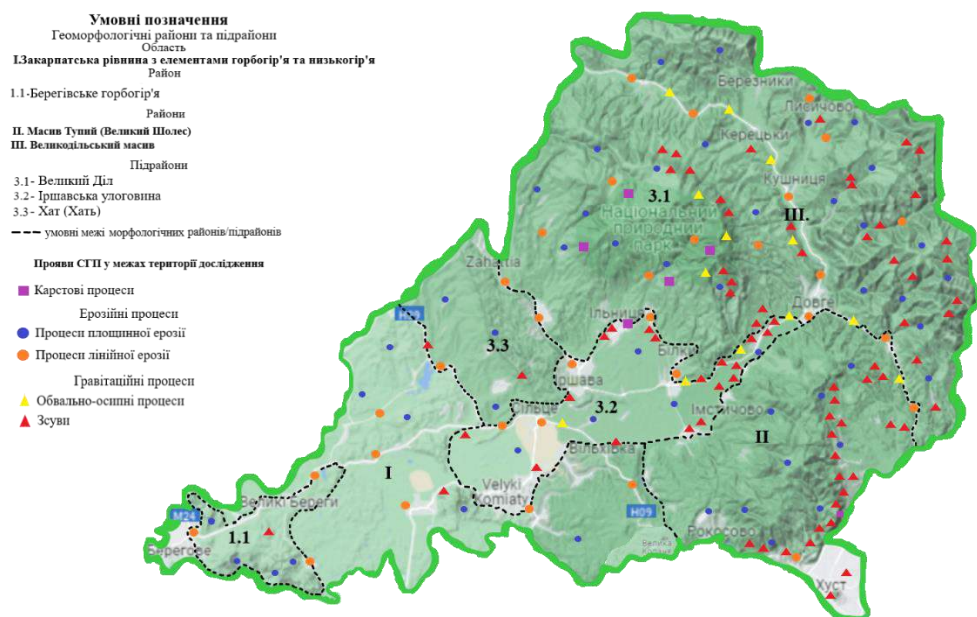 Умовні позначення
Геоморфологічні райони та підрайони
Область
I.Закарпатська рівнина з елементами горбогір'я та низькогір'я
Район
1.1-Берегівське горбогір'я
Райони
II. Масив Тупий (Великий Шолес)
III. Великодільський масив
Підрайони
3.1- Великий Діл
3.2- Іршавська улоговина
3.3- Хат (Хать)
умовні межі морфологічних районів/підрайонів
Прояви СГП у межах території дослідження
Карстові процеси
Ерозійні процеси
Процеси площинної ерозії
Процеси лінійної ерозії
Гравітаційні процеси
Обвально-осипні процеси
Зсуви
Березники
Лисичово
Керецьки
Кушниця
3.1
Національний
природний
Парк
III.
Zahattia
Довге
Ільниця
Білки
3.3
Іршава
3.2
Сільце
Імстичово
Вільхівка
II
I
Velyki
Komiaty
Великі Береги
M24
1.1
Берегове
H09
Рокосово
Велика
Хуст